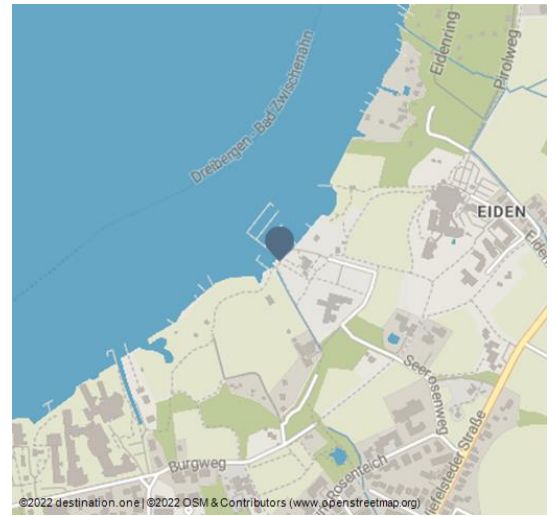 Eidenring
Pirolweg
Dreibergen - Bad Zwischenahn
EIDEN
Eiden
Seerosenweg
Burgweg
m Rosenteich
iefelsteder Straße
©2022 destination.one | ©2022 OSM & Contributors (www.openstreetmap.org)